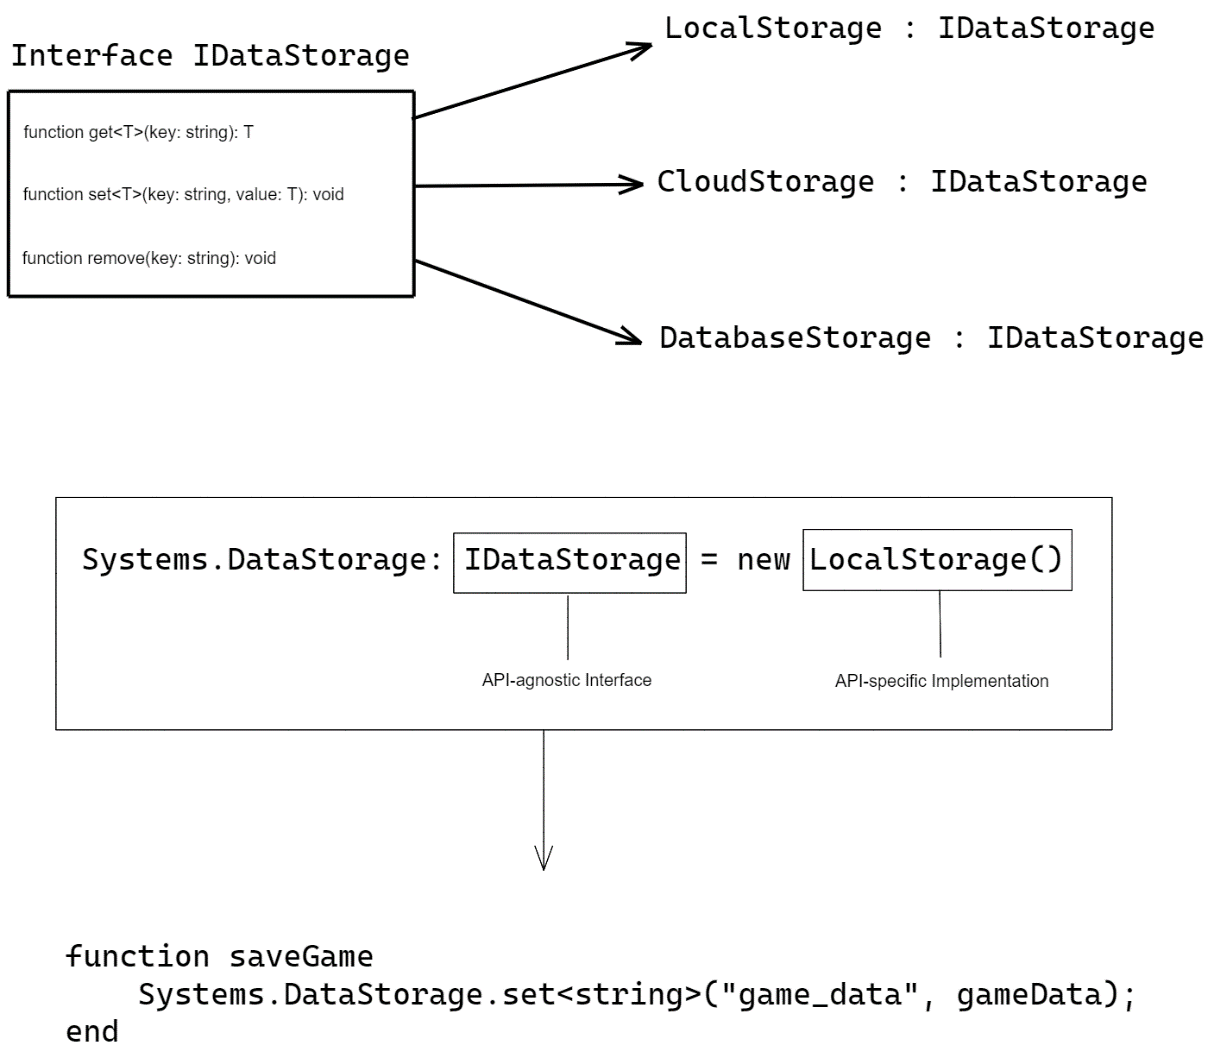 Interface IDataStorage
function get<T>(key: string): T
function set<T>(key: string, value: T): void
function remove(key: string): void
LocalStorage : IDataStorage
CloudStorage : IDataStorage
DatabaseStorage : IDataStorage
Systems.DataStorage: IDataStorage = new LocalStorage()
API-agnostic Interface
API-specific Implementation
function saveGame
Systems.DataStorage.set<string>("game_data", gameData);
end